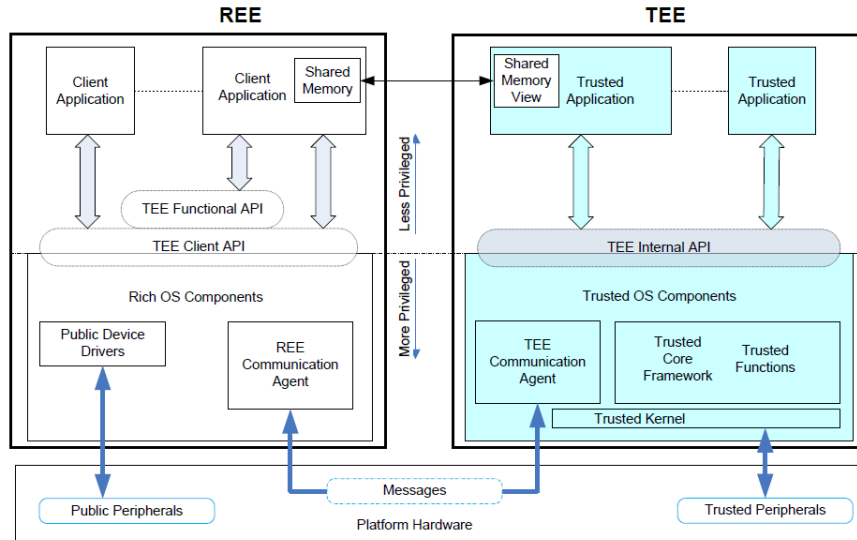 REE
TEE
Client
Application
Client
Application
Shared
Memory
Shared
Memory
View
Trusted
Application
Trusted
Application
Less Privileged
TEE Functional API
TEE Client API
TEE Internal API
More Privileged
Rich OS Components
Trusted OS Components
Public Device
Drivers
REE
Communication
Agent
TEE
Communication
Agent
Trusted
Core
Framework
Trusted
Functions
Trusted Kernel
Messages
Public Peripherals
Trusted Peripherals
Platform Hardware